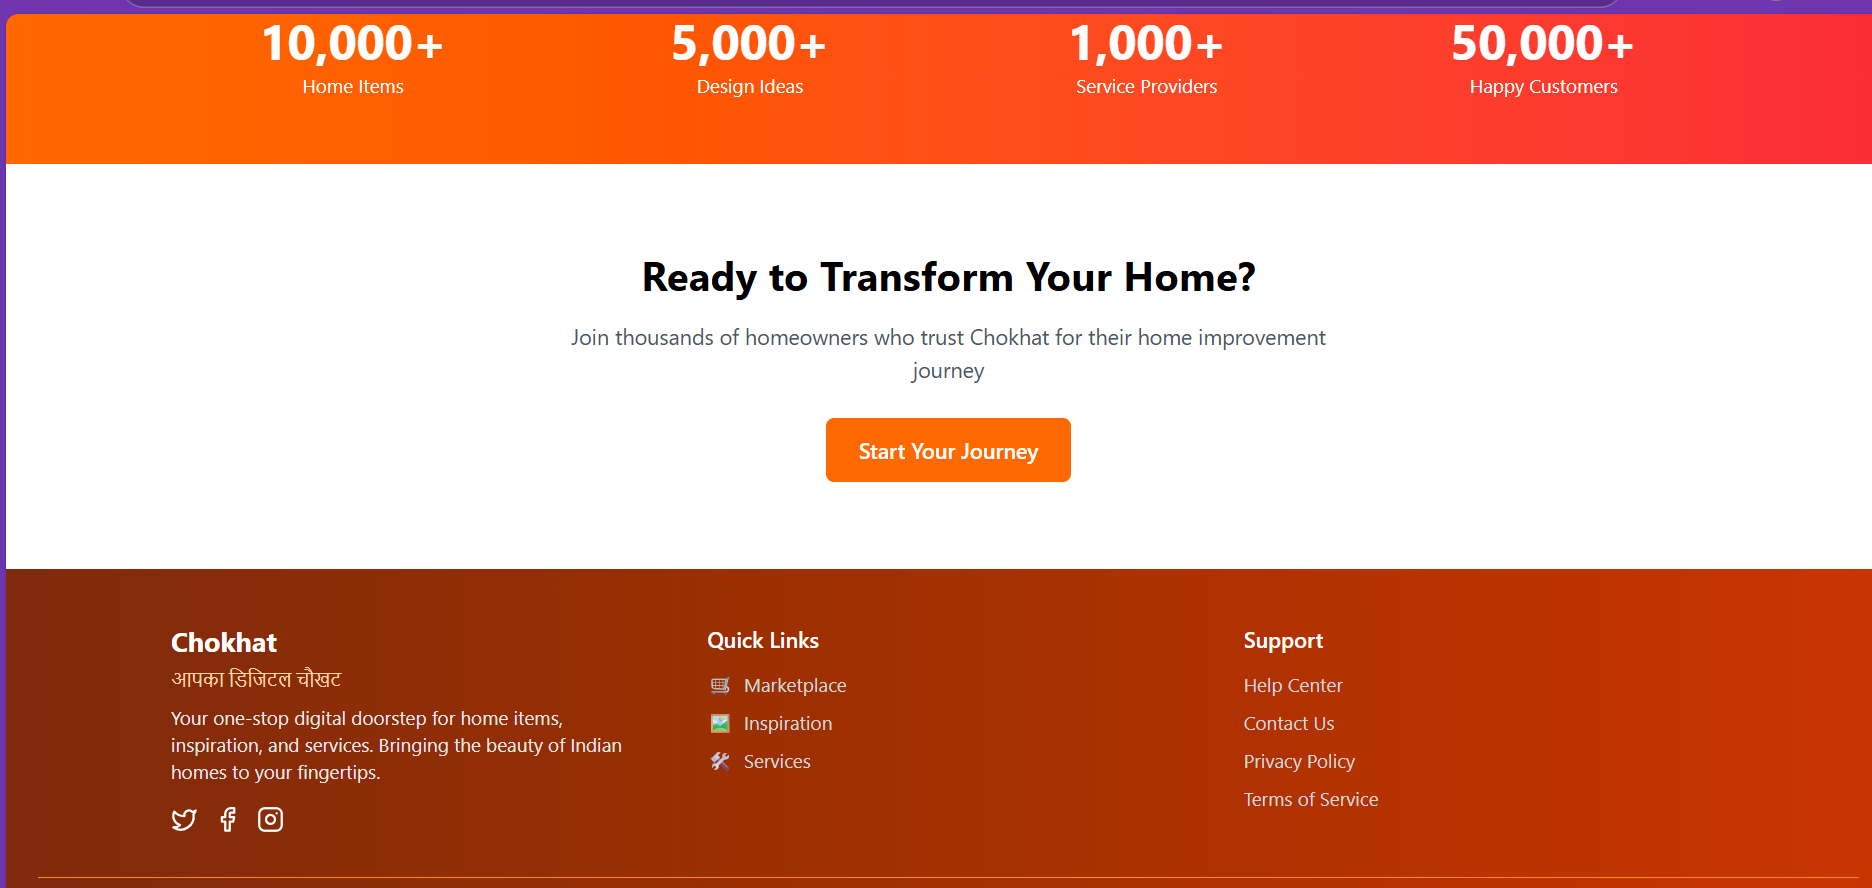 10,000+
Home Items
5,000+
Design Ideas
1,000+
Service Providers
50,000+
Happy Customers
Ready to Transform Your Home?
Join thousands of homeowners who trust Chokhat for their home improvement
journey
Start Your Journey
Chokhat
आपका डिजिटल चौखट
Your one-stop digital doorstep for home items,
inspiration, and services. Bringing the beauty of Indian
homes to your fingertips.
Quick Links
Marketplace
Inspiration
Services
Support
Help Center
Contact Us
Privacy Policy
Terms of Service